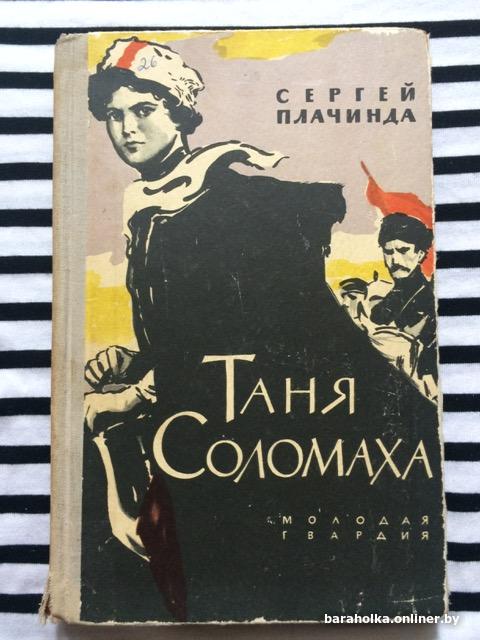 26
СЕРГЕЙ
ПЛАЧИНДА
ТАНЯ
СОЛОМАХА
МОЛОДАЯ
ГВАРДИЯ
baraholka.onliner.by